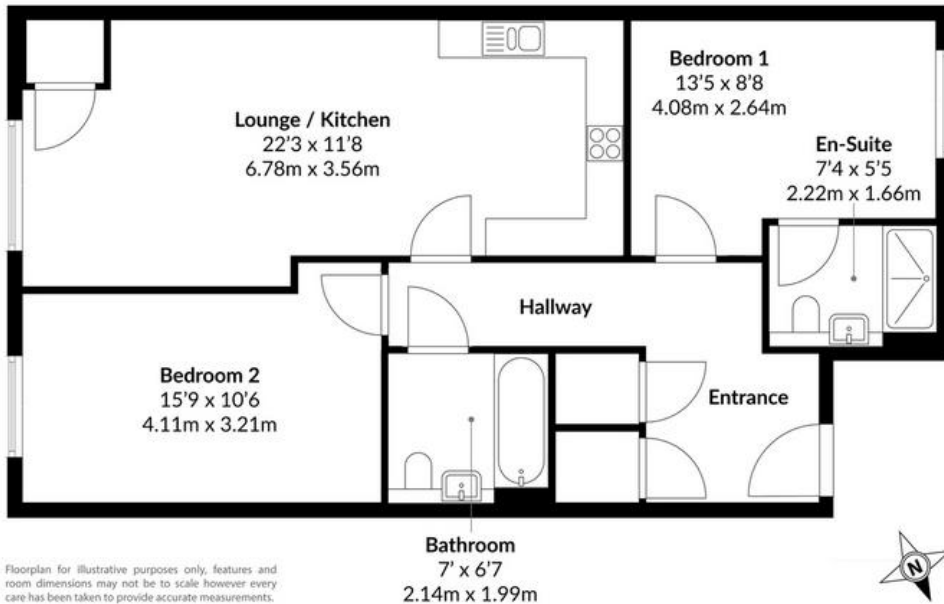 Lounge / Kitchen
22'3 x 11'8
6.78m x 3.56m
Bedroom 1
13'5 x 8'8
4.08m x 2.64m
En-Suite
7'4 x 5'5
2.22m x 1.66m
Hallway
Bedroom 2
15'9 x 10'6
4.11m x 3.21m
Entrance
Bathroom
7' x 6'7
2.14m x 1.99m
Floorplan for illustrative purposes only, features and
room dimensions may not be to scale however every
care has been taken to provide accurate measurements.
N